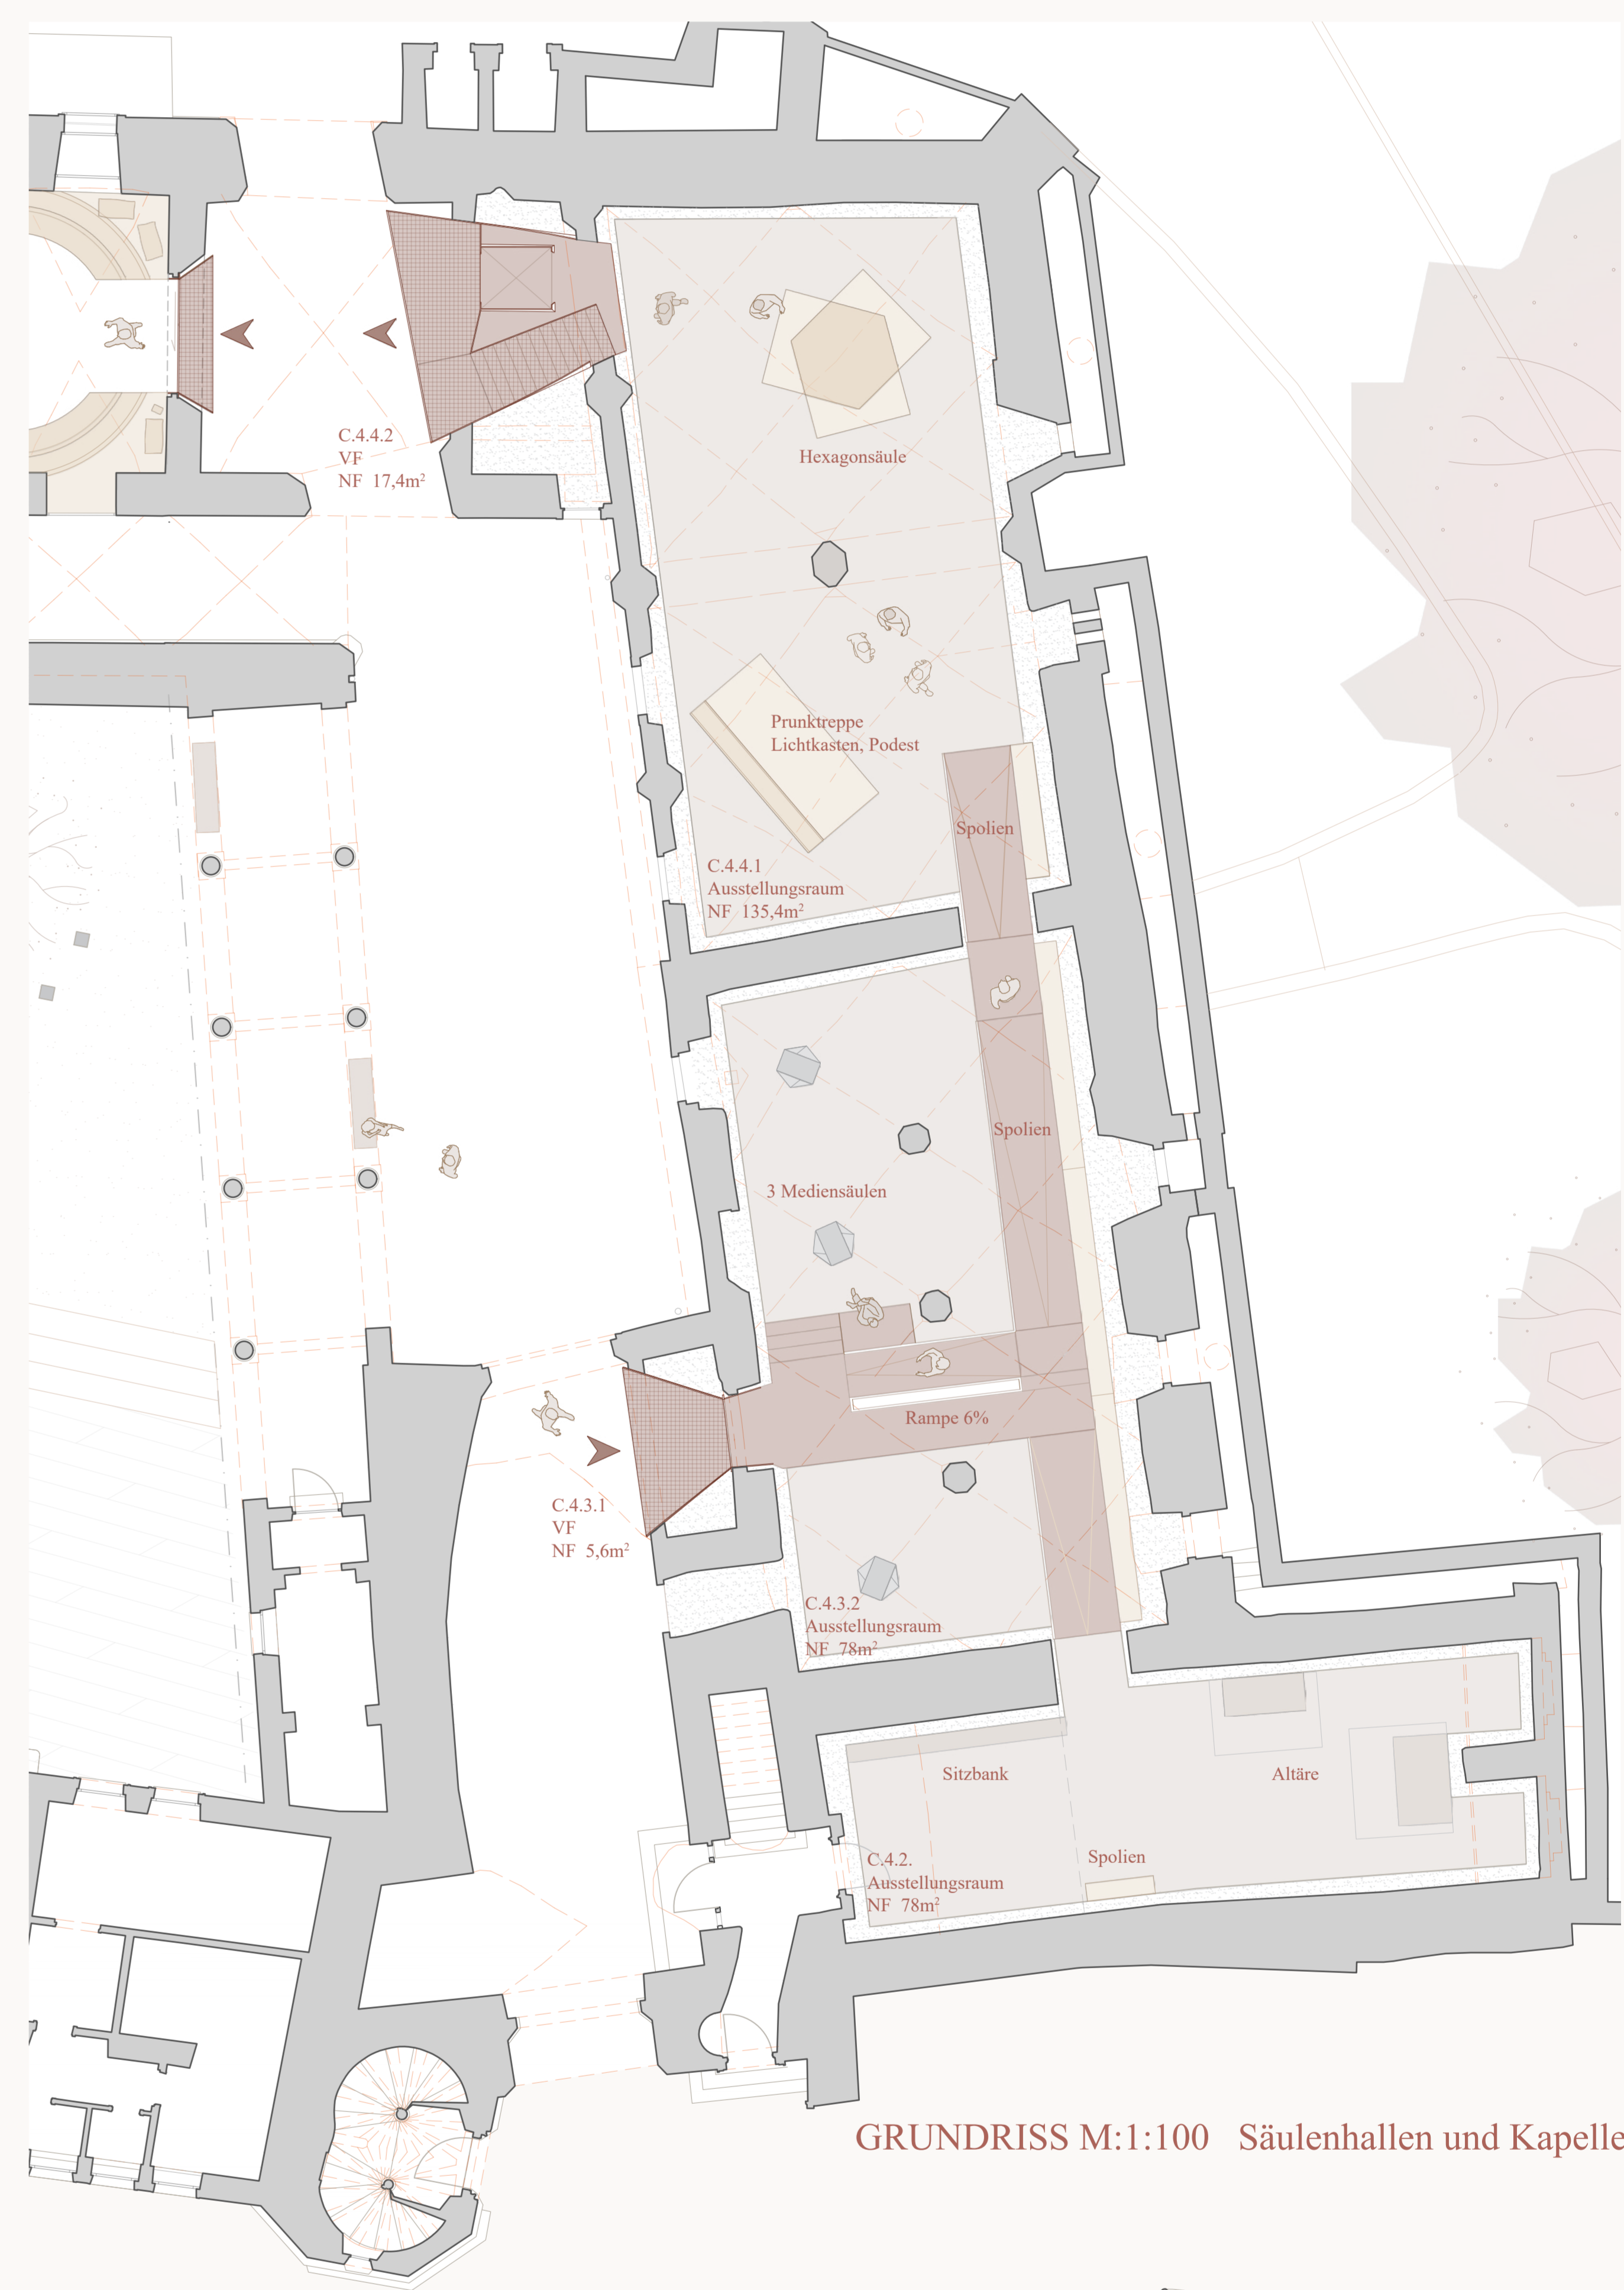 C.4.4.2
VF
NF 17,4m²
Hexagonsäule
Prunktreppe
Lichtkasten, Podest
Spolien
C.4.4.1
Ausstellungsraum
NF 135,4m²
Spolien
3 Mediensäulen
Rampe 6%
C.4.3.1
VF
NF 5,6m²
C.4.3.2
Ausstellungsraum
NF 78m²
Sitzbank
Altäre
Spolien
C.4.2.
Ausstellungsraum
NF 78m²
GRUNDRISS M:1:100 Säulenhallen und Kapelle